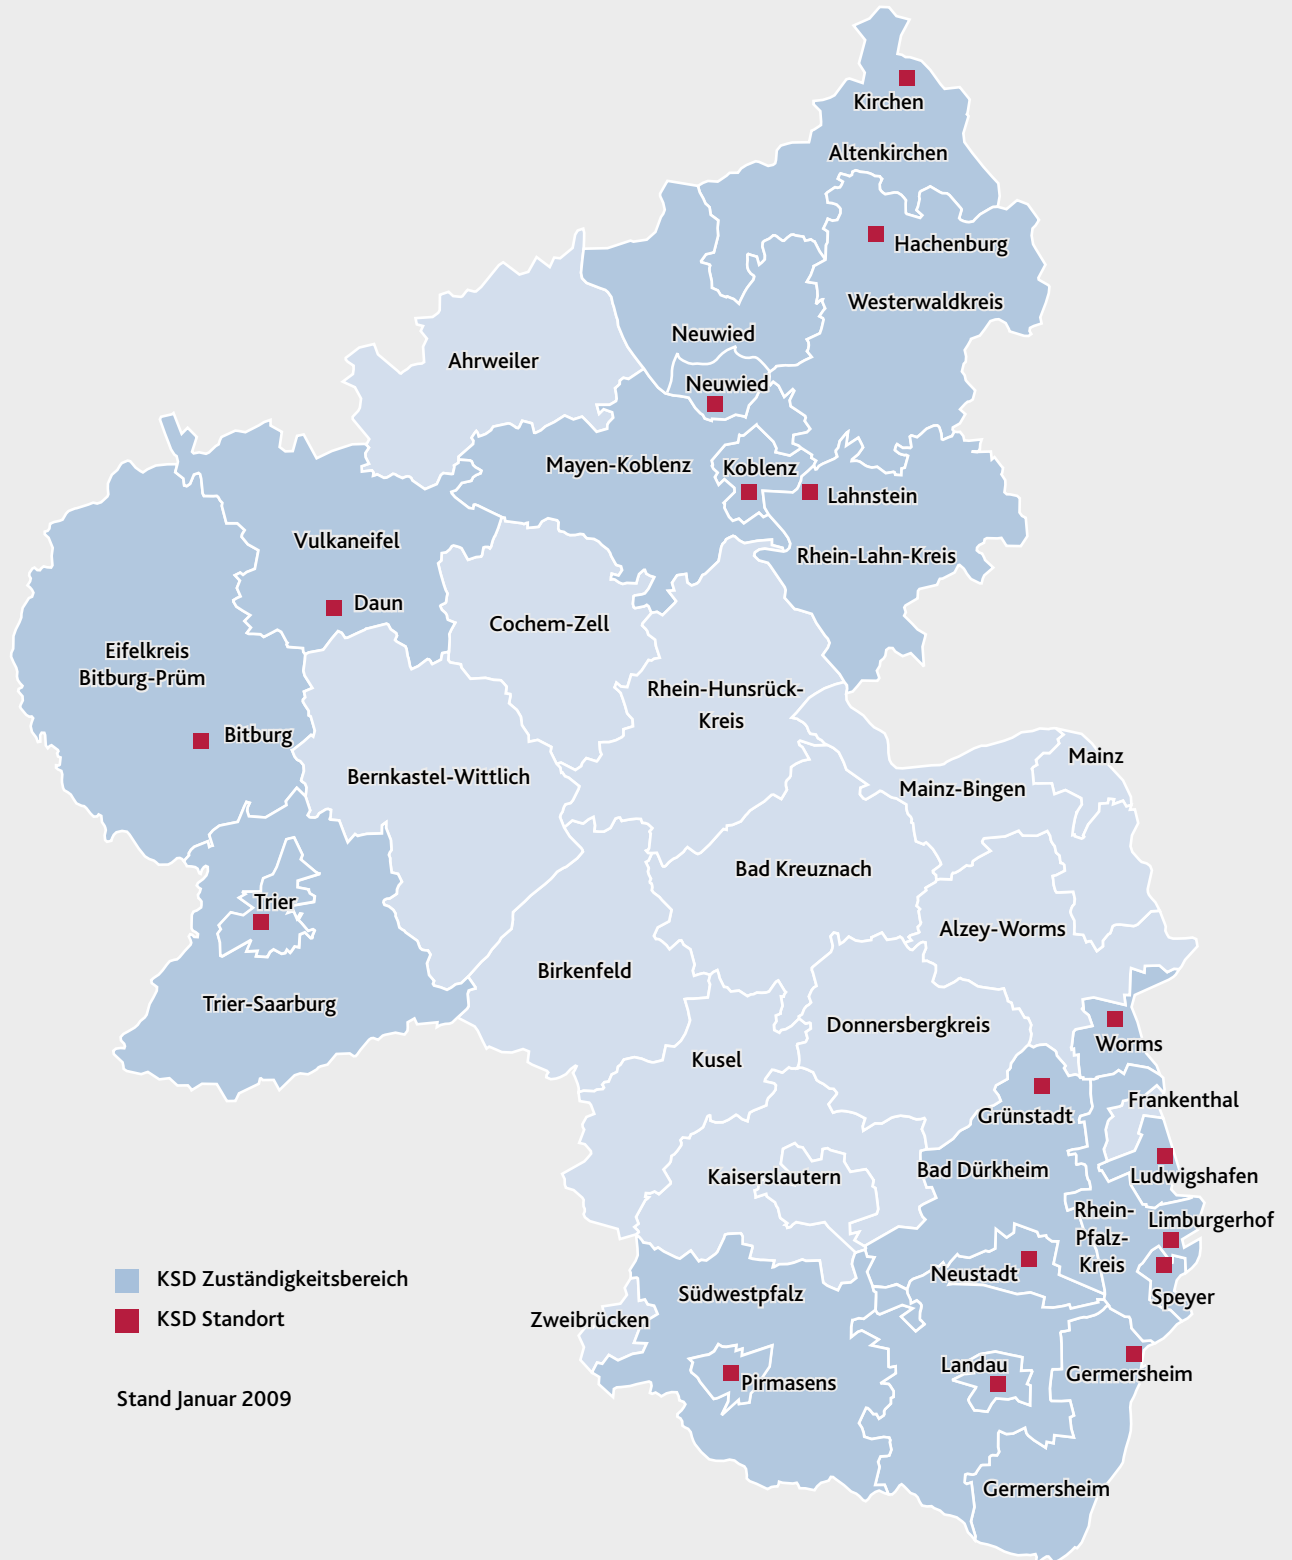 Kirchen
Altenkirchen
Hachenburg
Westerwaldkreis
Neuwied
Ahrweiler
Neuwied
Mayen-Koblenz
Koblenz
Lahnstein
Vulkaneifel
Rhein-Lahn-Kreis
Daun
Cochem-Zell
Eifelkreis
Bitburg-Prüm
Rhein-Hunsrück-
Kreis
Bitburg
Mainz
Bernkastel-Wittlich
Mainz-Bingen
Bad Kreuznach
Trier
Alzey-Worms
Birkenfeld
Trier-Saarburg
Donnersbergkreis
Worms
Kusel
Frankenthal
Grünstadt
Bad Dürkheim
Kaiserslautern
Ludwigshafen
Rhein-
Pfalz-
Kreis
Limburgerhof
Neustadt
Speyer
KSD Zuständigkeitsbereich
Südwestpfalz
KSD Standort
Zweibrücken
Landau
Germersheim
Pirmasens
Stand Januar 2009
Germersheim